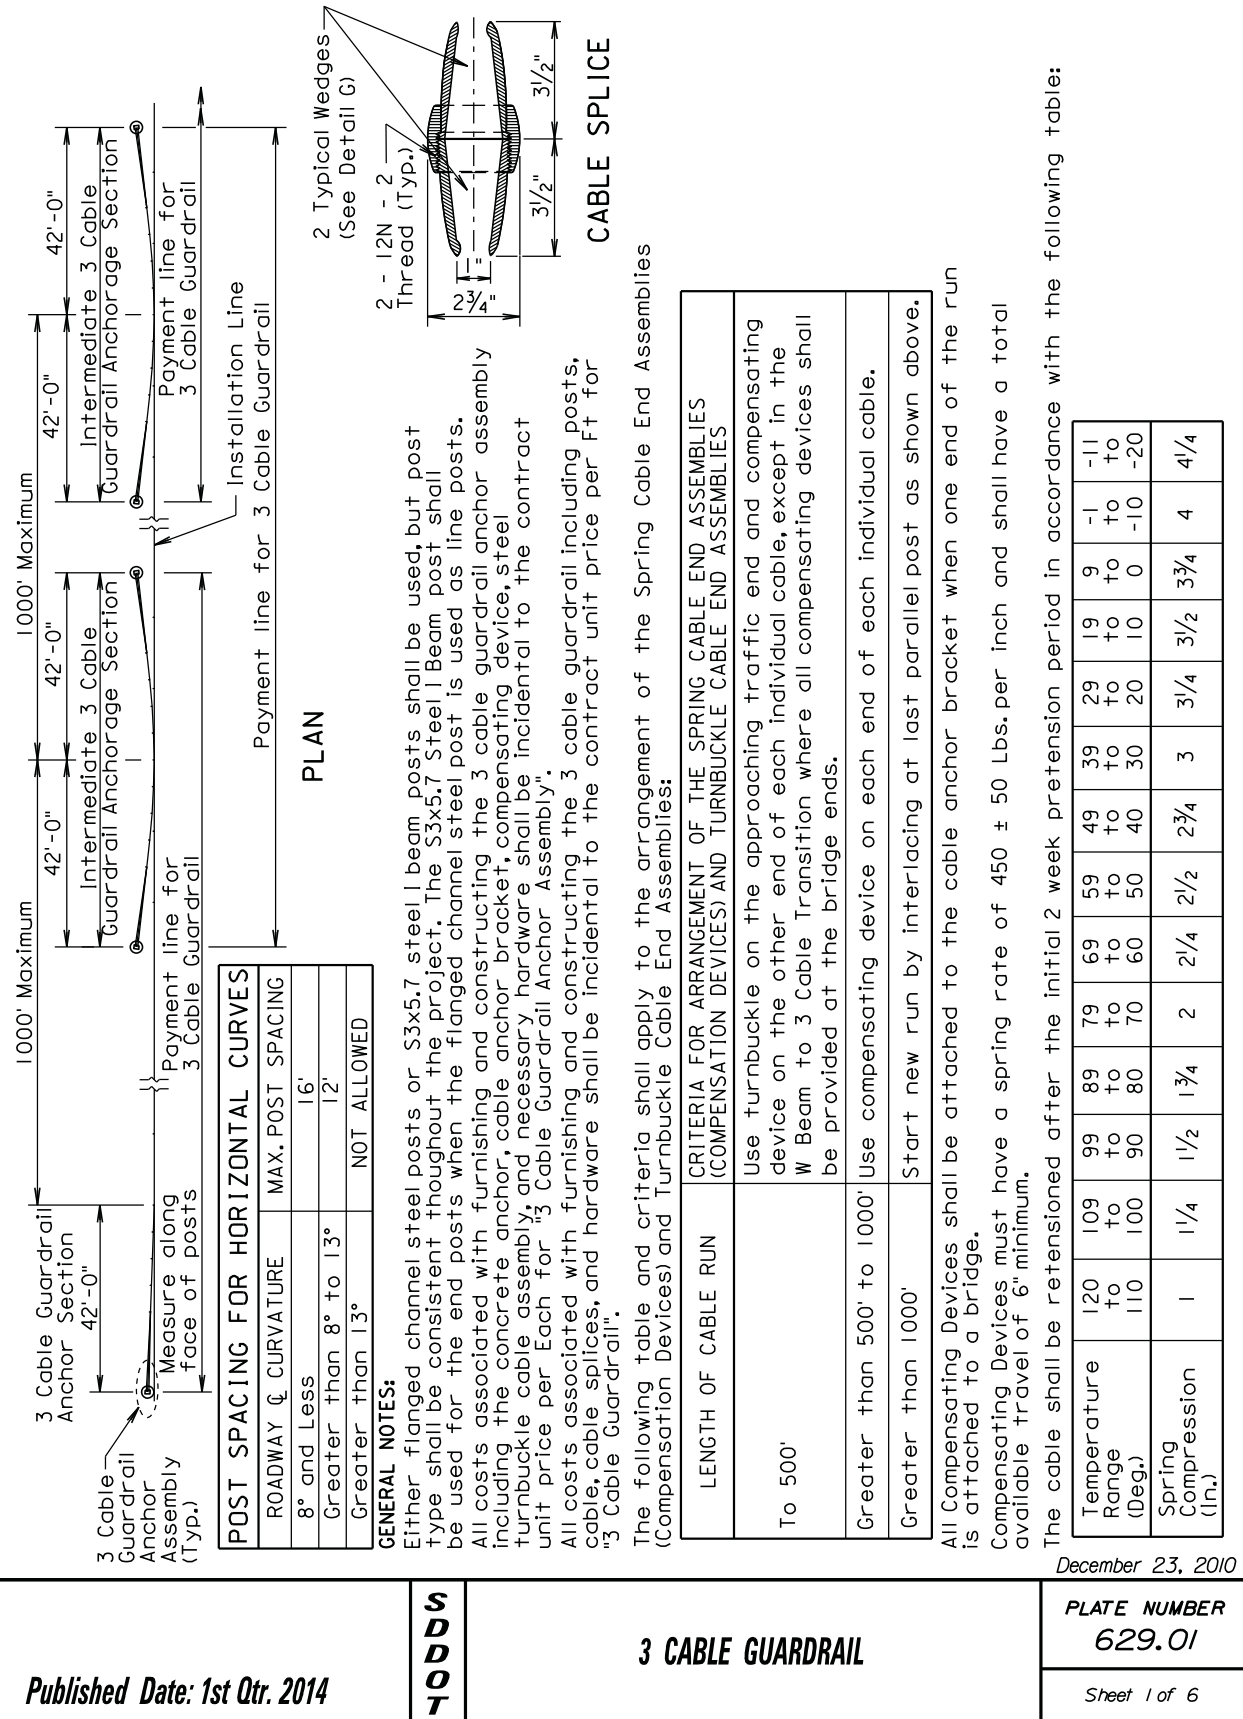 1000' Maximum
1000' Maximum
3 Cable Guardrail
Anchor Section
42'-0"
42'-0"
42'-0"
42'-0"
42'-0"
Intermediate 3 Cable
Guardrail Anchorage Section
Intermediate 3 Cable
Guardrail Anchorage Section
3 Cable
Guardrail
Anchor
Assembly
(Typ.)
Measure along
face of posts
Payment line for
3 Cable Guardrail
Payment line for
3 Cable Guardrail
Installation Line
Payment line for 3 Cable Guardrail
PLAN
2 Typical Wedges
(See Detail G)
2 - 12N - 2
Thread (Typ.)
1"
2¾"
3½"
3½"
CABLE SPLICE
POST SPACING FOR HORIZONTAL CURVES
ROADWAY ℄ CURVATURE MAX. POST SPACING
8° and Less 16'
Greater than 8° to 13° 12'
Greater than 13° NOT ALLOWED
GENERAL NOTES:
Either flanged channel steel posts or S3x5.7 steel I beam posts shall be used, but post
type shall be consistent thoughout the project. The S3x5.7 Steel I Beam post shall
be used for the end posts when the flanged channel steel post is used as line posts.
All costs associated with furnishing and constructing the 3 cable guardrail anchor assembly
including the concrete anchor, cable anchor bracket, compensating device, steel
turnbuckle cable assembly, and necessary hardware shall be incidental to the contract
unit price per Each for "3 Cable Guardrail Anchor Assembly".
All costs associated with furnishing and constructing the 3 cable guardrail including posts,
cable, cable splices, and hardware shall be incidental to the contract unit price per Ft for
"3 Cable Guardrail".
The following table and criteria shall apply to the arrangement of the Spring Cable End Assemblies
(Compensation Devices) and Turnbuckle Cable End Assemblies:
LENGTH OF CABLE RUN
CRITERIA FOR ARRANGEMENT OF THE SPRING CABLE END ASSEMBLIES
(COMPENSATION DEVICES) AND TURNBUCKLE CABLE END ASSEMBLIES
To 500'
Use turnbuckle on the approaching traffic end and compensating
device on the other end of each individual cable, except in the
W Beam to 3 Cable Transition where all compensating devices shall
be provided at the bridge ends.
Greater than 500' to 1000' Use compensating device on each end of each individual cable.
Greater than 1000' Start new run by interlacing at last parallel post as shown above.
All Compensating Devices shall be attached to the cable anchor bracket when one end of the run
is attached to a bridge.
Compensating Devices must have a spring rate of 450 ± 50 Lbs. per inch and shall have a total
available travel of 6" minimum.
The cable shall be retensioned after the initial 2 week pretension period in accordance with the following table:
Temperature 120 109 99 89 79 69 59 49 39 29 19 9 -1 -11
Range to to to to to to to to to to to to to to
(Deg.) 110 100 90 80 70 60 50 40 30 20 10 0 -10 -20
Spring
Compression 1 1¼ 1½ 1¾ 2 2¼ 2½ 2¾ 3 3¼ 3½ 3¾ 4 4¼
(In.)
December 23, 2010
Published Date: 1st Qtr. 2014
SDDOT
3 CABLE GUARDRAIL
PLATE NUMBER
629.01
Sheet 1 of 6